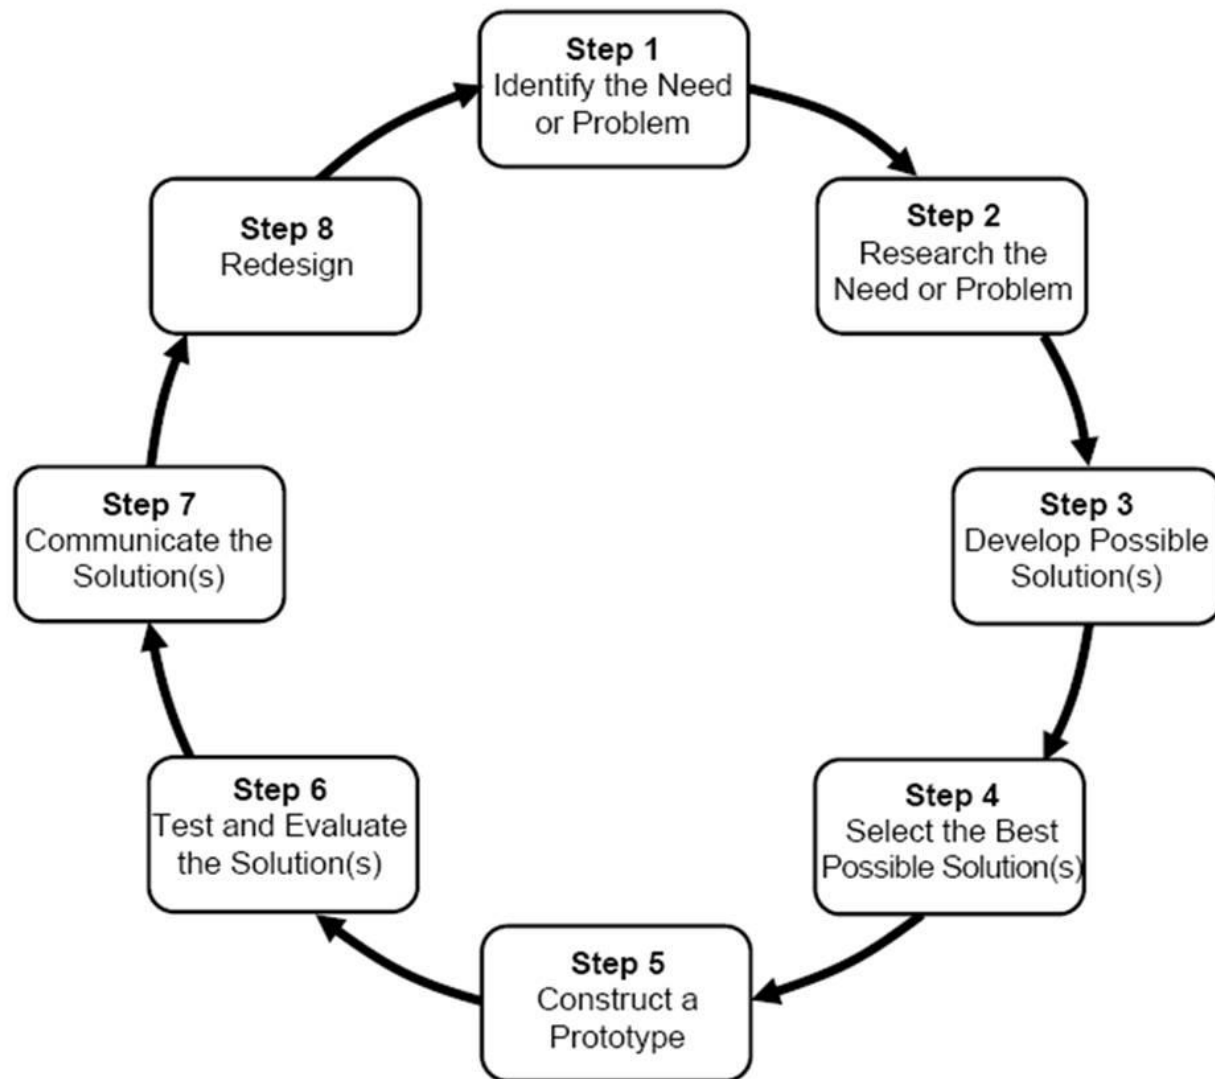 Step 1
Identify the Need
or Problem
Step 2
Research the
Need or Problem
Step 3
Develop Possible
Solution(s)
Step 4
Select the Best
Possible Solution(s)
Step 5
Construct a
Prototype
Step 6
Test and Evaluate
the Solution(s)
Step 7
Communicate the
Solution(s)
Step 8
Redesign